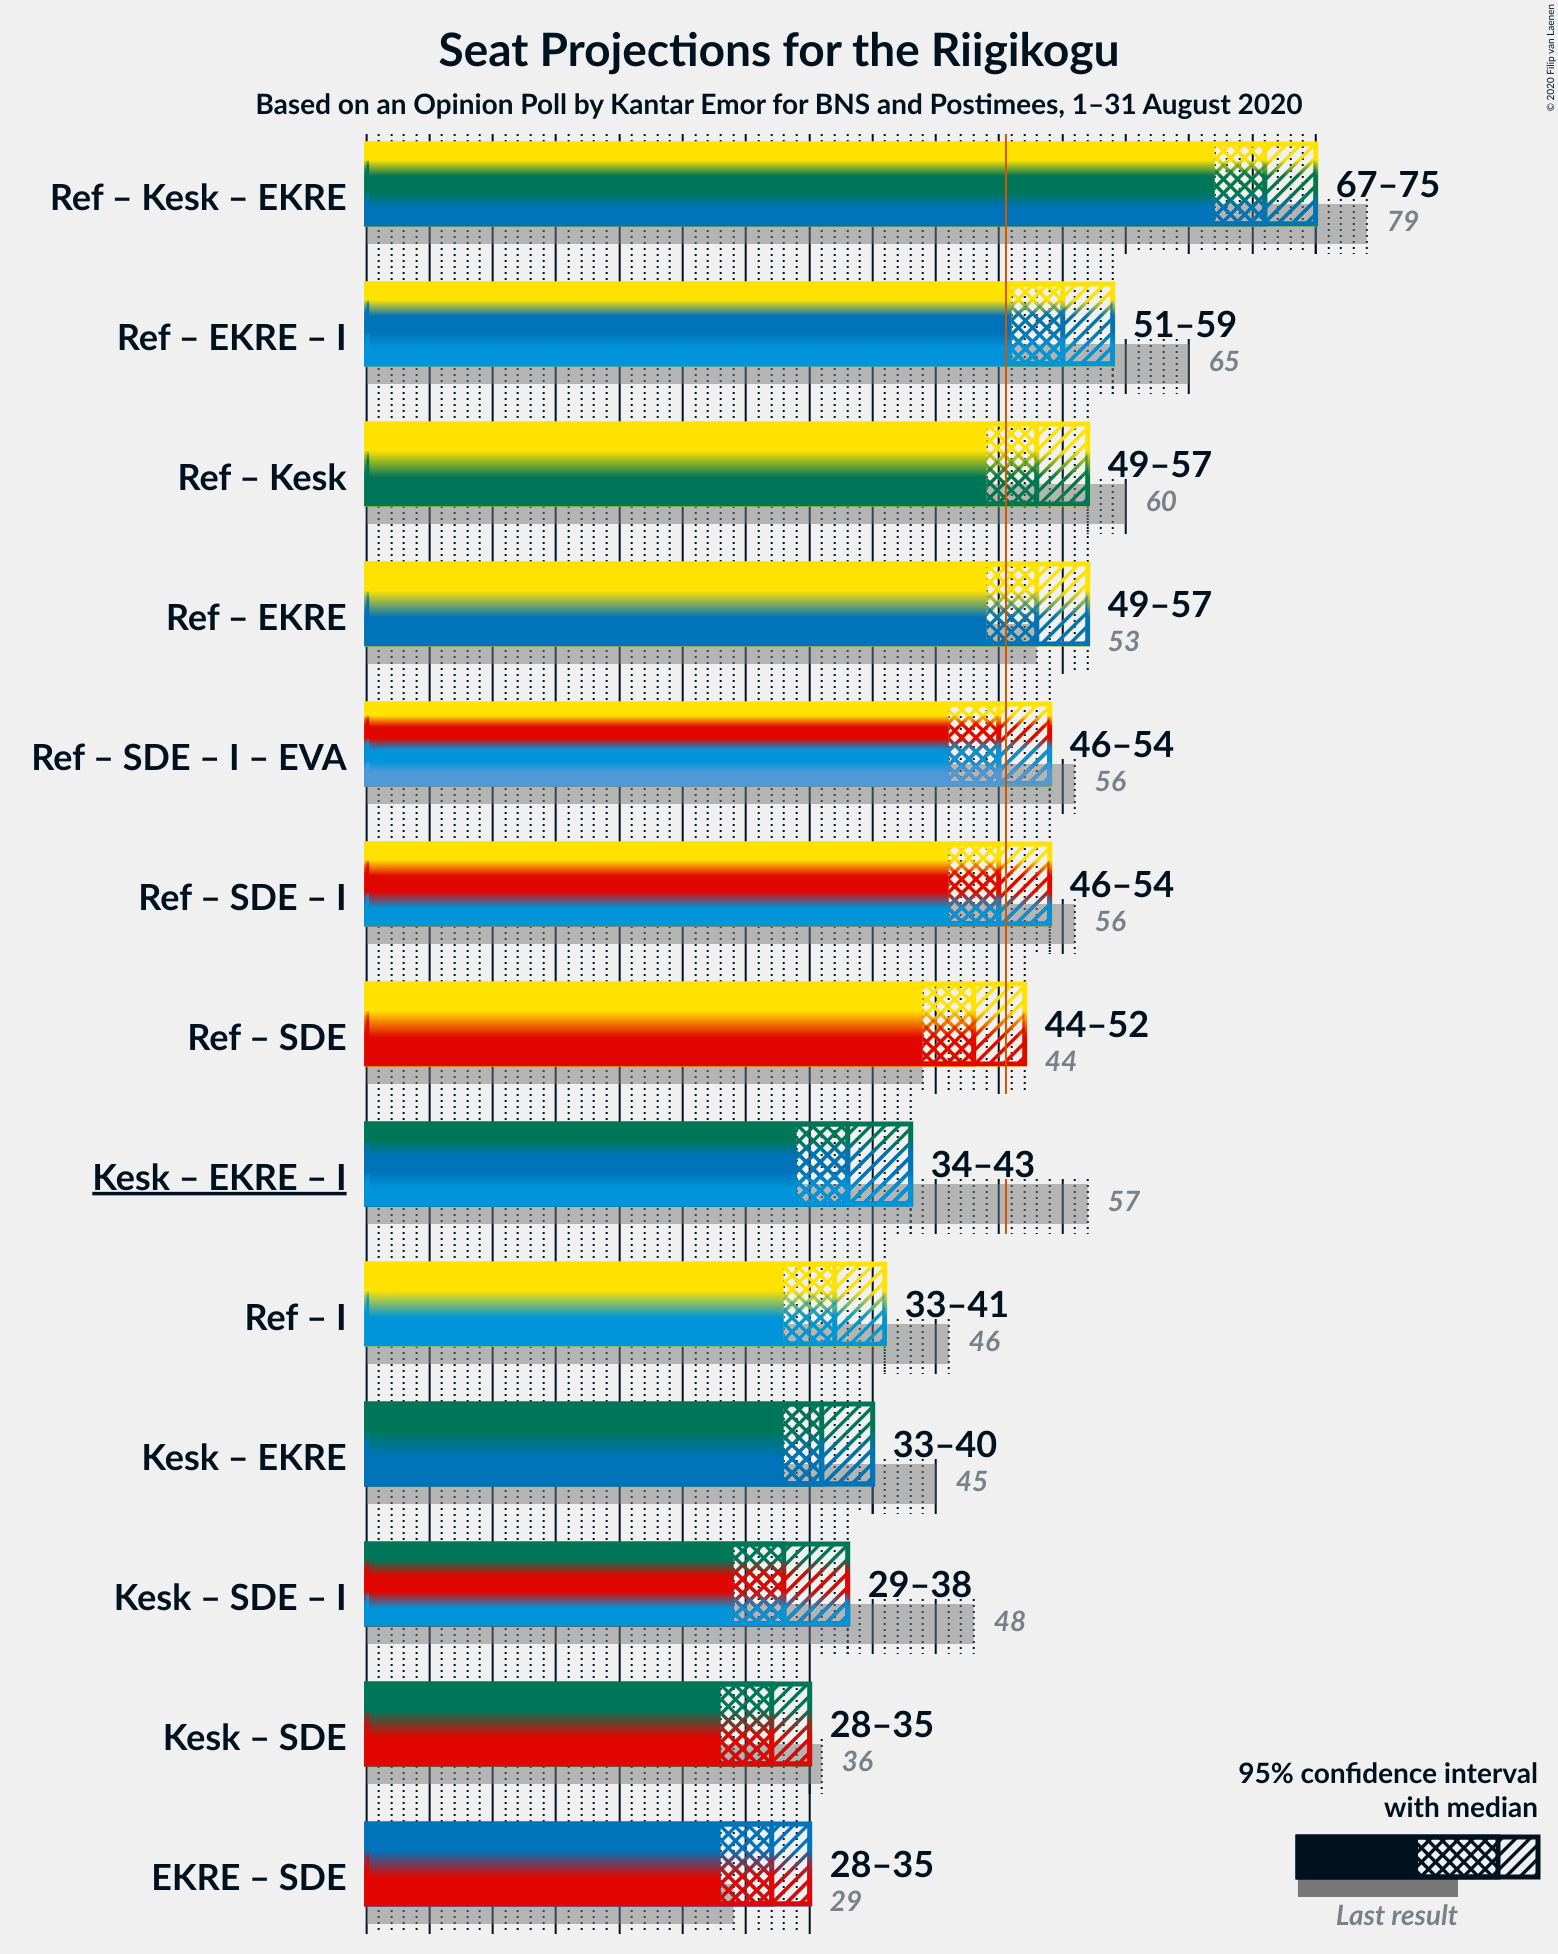 Seat Projections for the Riigikogu
Based on an Opinion Poll by Kantar Emor for BNS and Postimees, 1–31 August 2020
© 2020 Filip van Laenen
Ref – Kesk – EKRE
67–75
79
Ref – EKRE – I
51–59
65
Ref – Kesk
49–57
60
Ref – EKRE
49–57
53
Ref – SDE – I – EVA
46–54
56
Ref – SDE – I
46–54
56
Ref – SDE
44–52
44
Kesk – EKRE – I
34–43
57
Ref – I
33–41
46
Kesk – EKRE
33–40
45
Kesk – SDE – I
29–38
48
Kesk – SDE
28–35
36
EKRE – SDE
28–35
29
95% confidence interval
with median
Last result